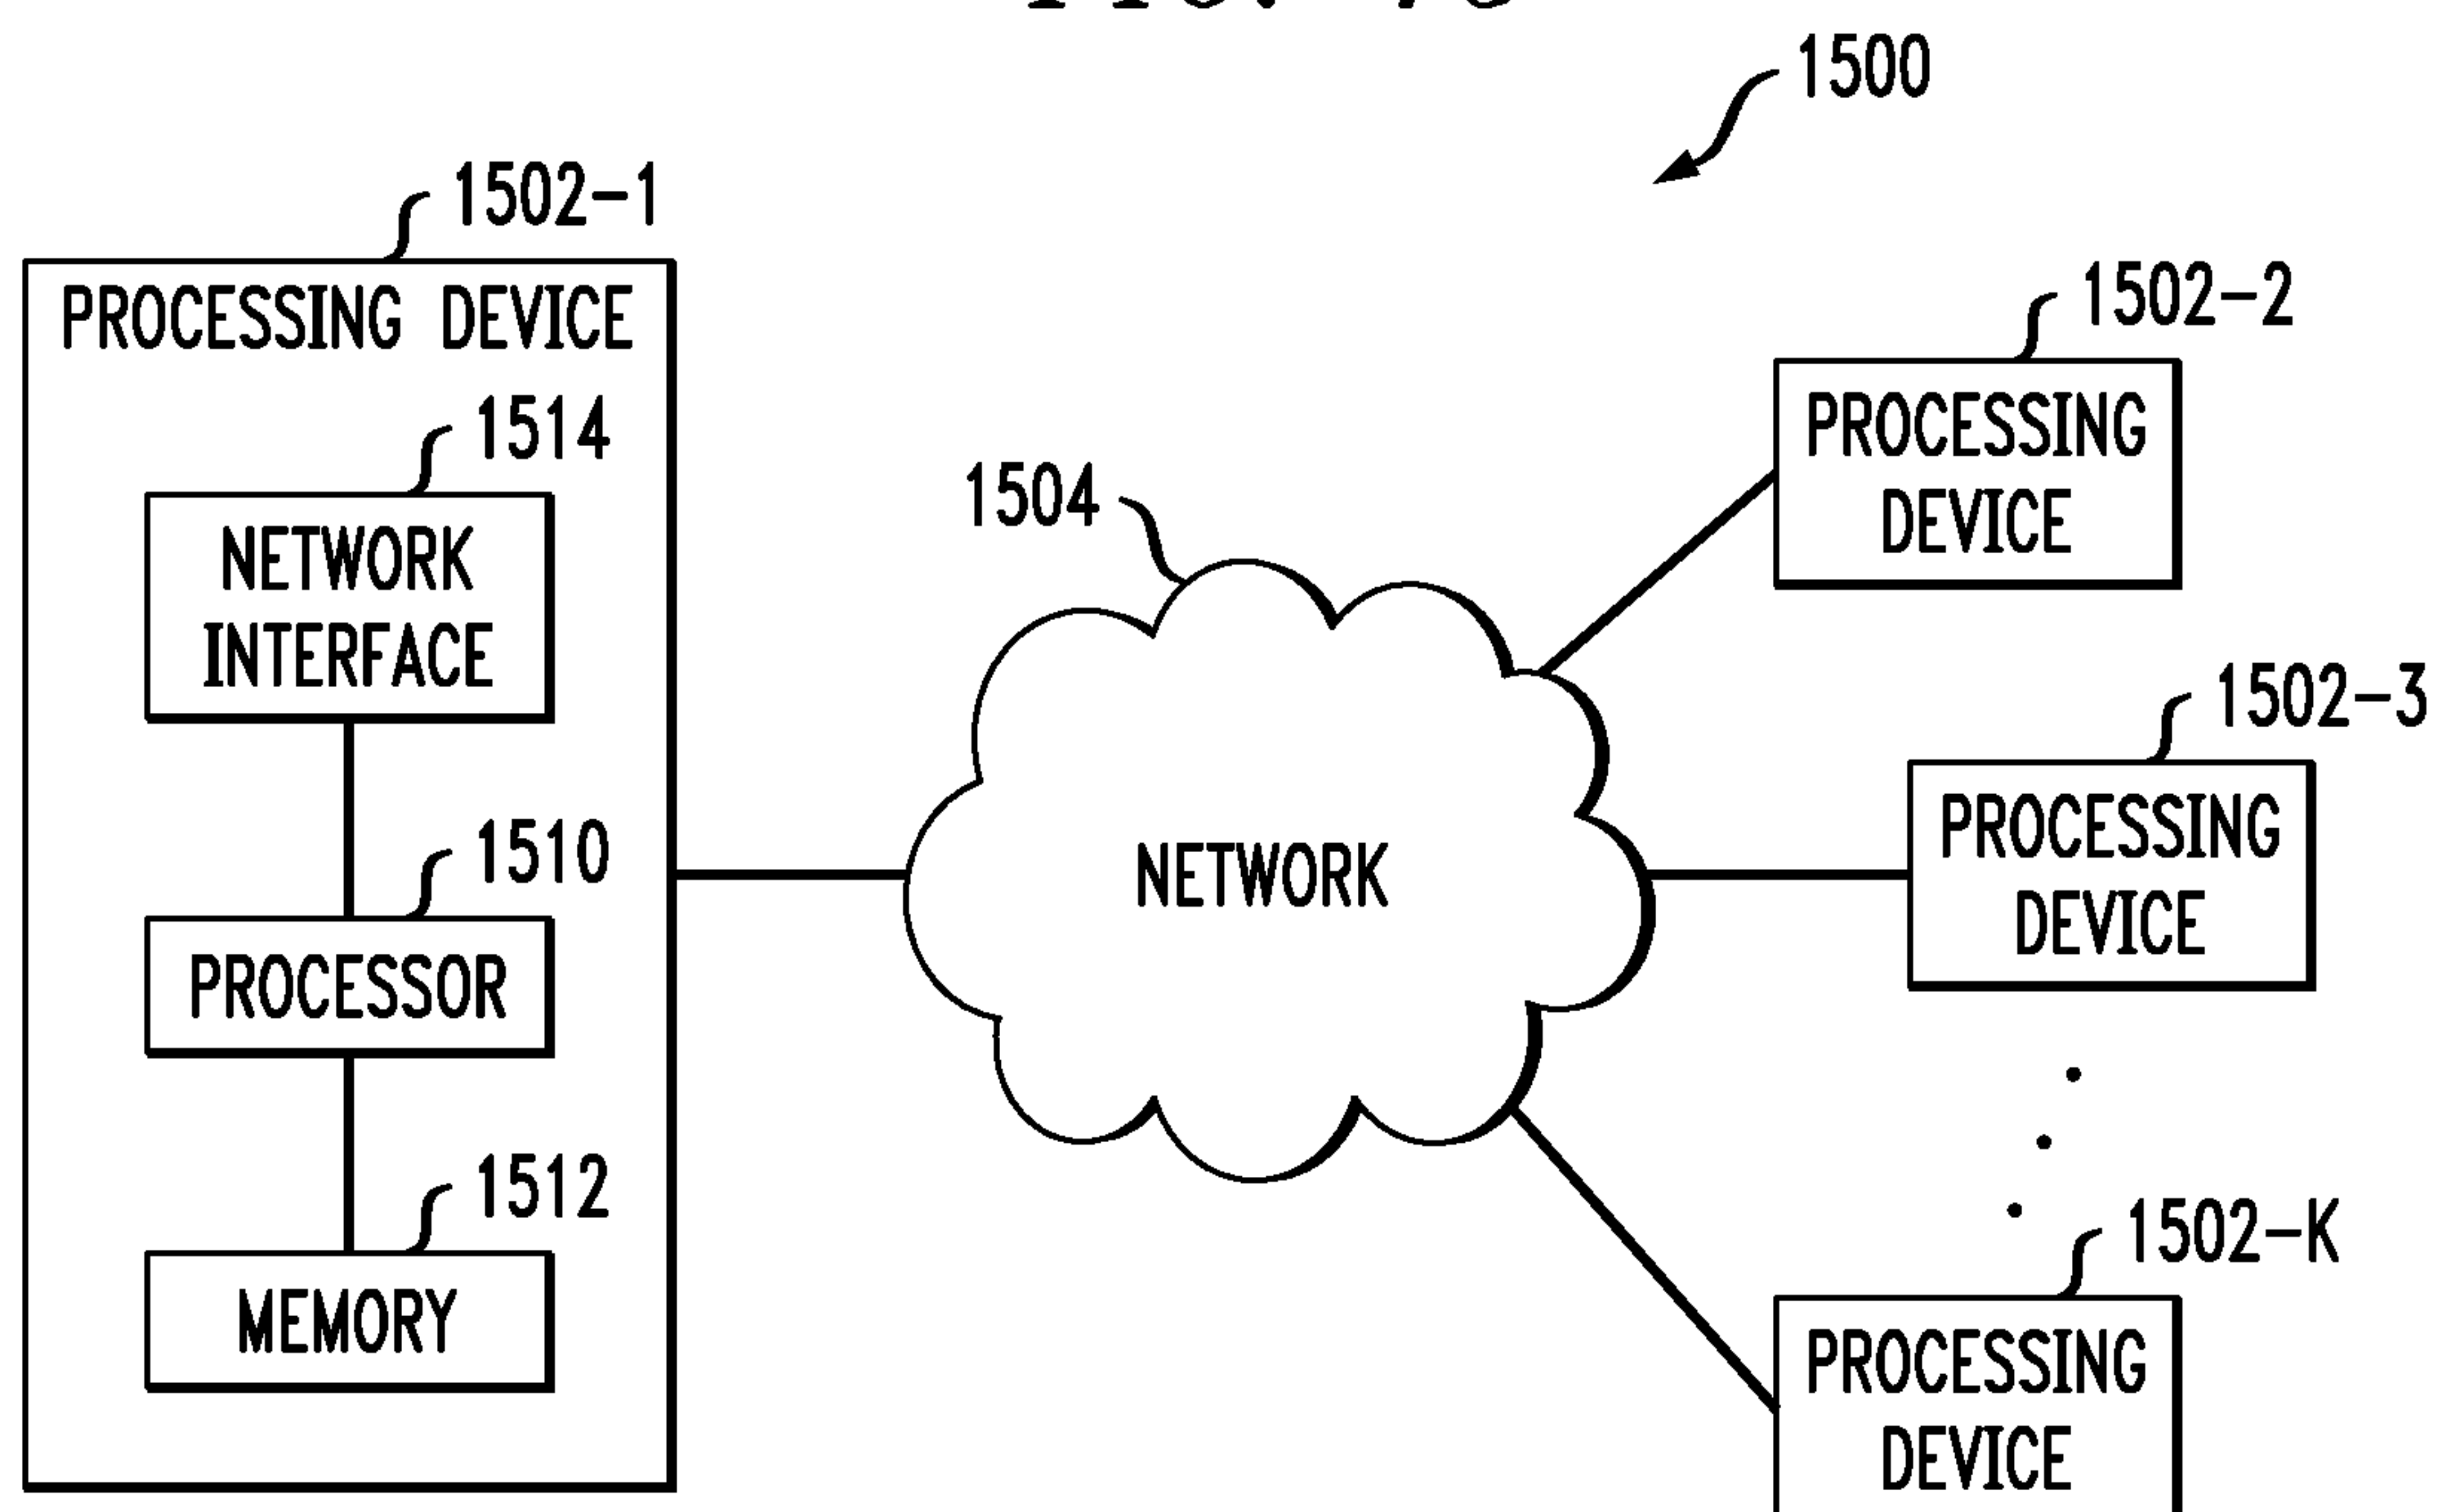 1500
1502-1
PROCESSING DEVICE
1514
NETWORK
INTERFACE
1510
PROCESSOR
1512
MEMORY
1504
NETWORK
1502-2
PROCESSING
DEVICE
1502-3
PROCESSING
DEVICE
1502-K
PROCESSING
DEVICE